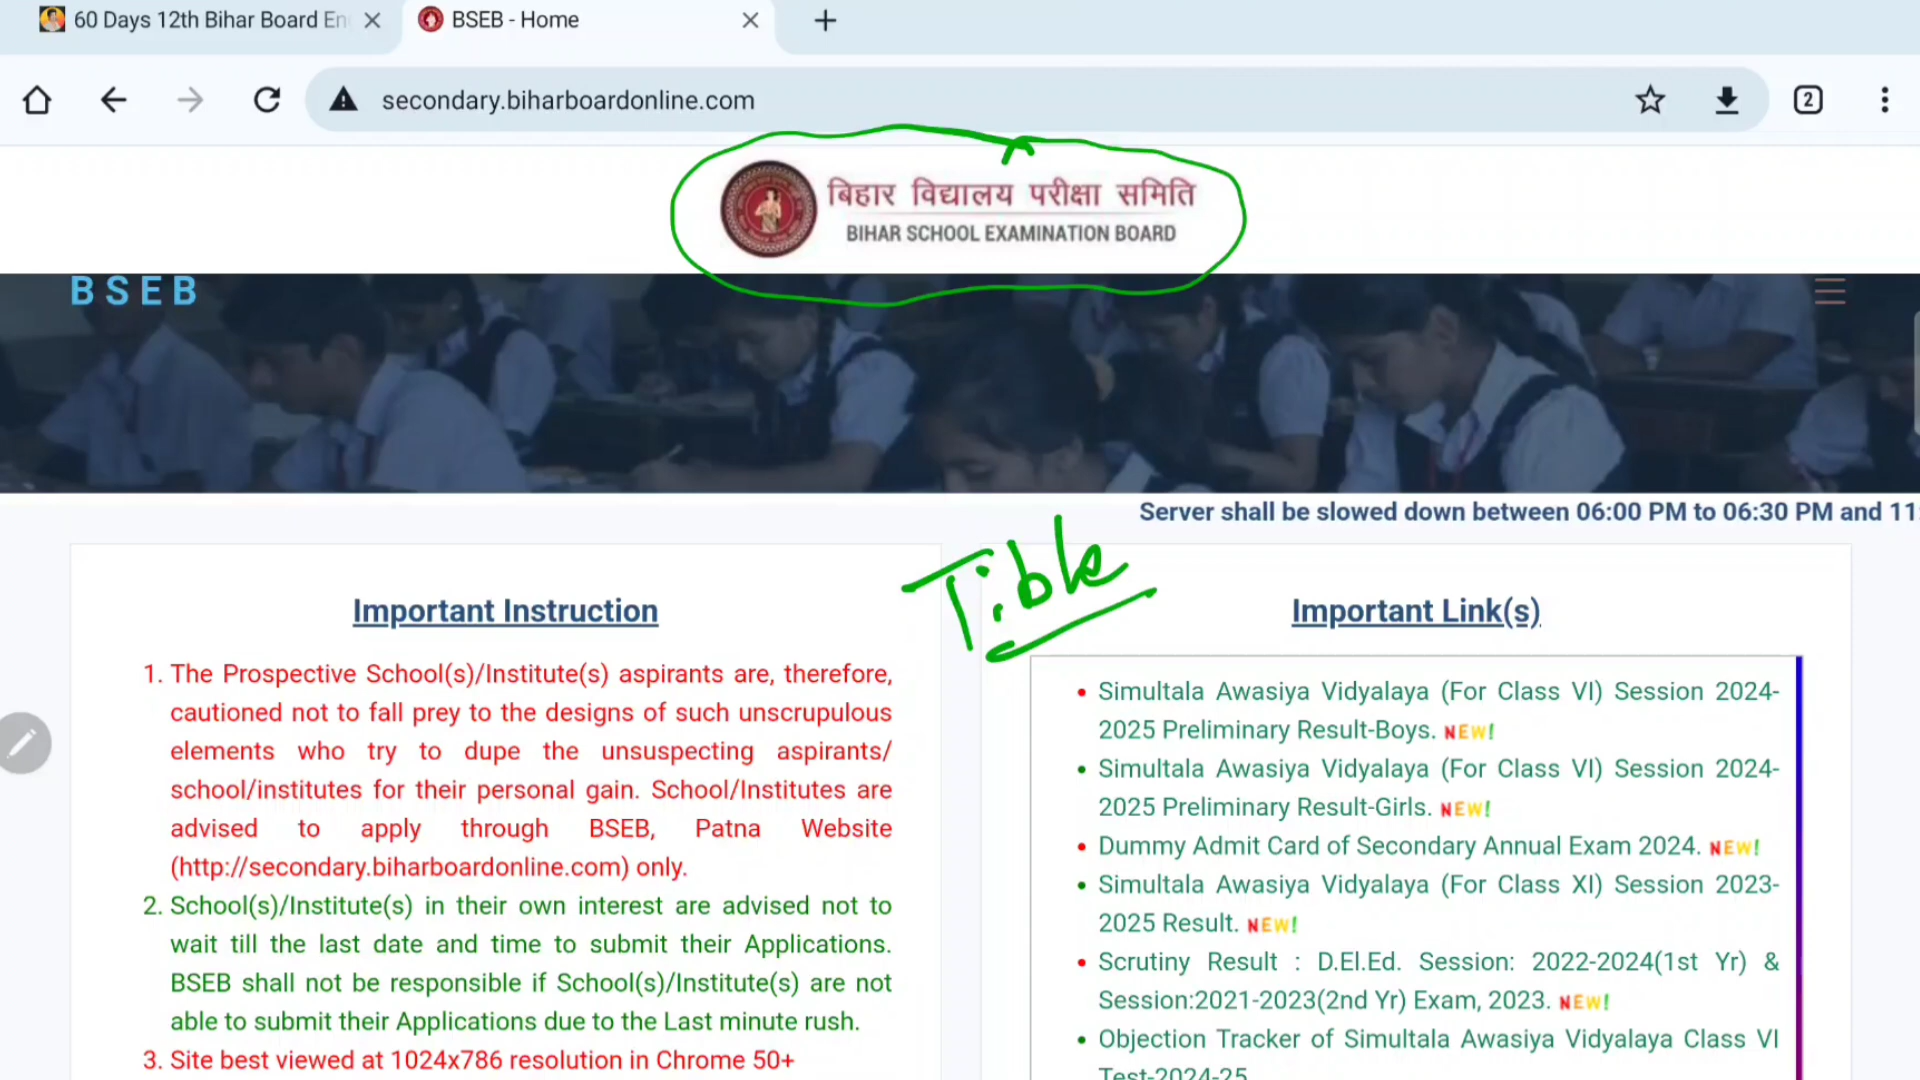 60 Days 12th Bihar Board En
BSEB - Home
secondary.biharboardonline.com
2
बिहार विद्यालय परीक्षा समिति
BIHAR SCHOOL EXAMINATION BOARD
BSEB
Server shall be slowed down between 06:00 PM to 06:30 PM and 11:
Tible
Important Instruction
1. The Prospective School(s)/Institute(s) aspirants are, therefore,
cautioned not to fall prey to the designs of such unscrupulous
elements who try to dupe the unsuspecting aspirants/
school/institutes for their personal gain. School/Institutes are
advised to apply through BSEB, Patna Website
(http://secondary.biharboardonline.com) only.
2. School(s)/Institute(s) in their own interest are advised not to
wait till the last date and time to submit their Applications.
BSEB shall not be responsible if School(s)/Institute(s) are not
able to submit their Applications due to the Last minute rush.
3. Site best viewed at 1024x786 resolution in Chrome 50+
Important Link(s)
Simultala Awasiya Vidyalaya (For Class VI) Session 2024-
2025 Preliminary Result-Boys. NEW!
Simultala Awasiya Vidyalaya (For Class VI) Session 2024-
2025 Preliminary Result-Girls. NEW!
Dummy Admit Card of Secondary Annual Exam 2024. NEW!
Simultala Awasiya Vidyalaya (For Class XI) Session 2023-
2025 Result. NEW!
Scrutiny Result : D.El.Ed. Session: 2022-2024(1st Yr) &
Session:2021-2023(2nd Yr) Exam, 2023. NEW!
Objection Tracker of Simultala Awasiya Vidyalaya Class VI
Test-2024-25